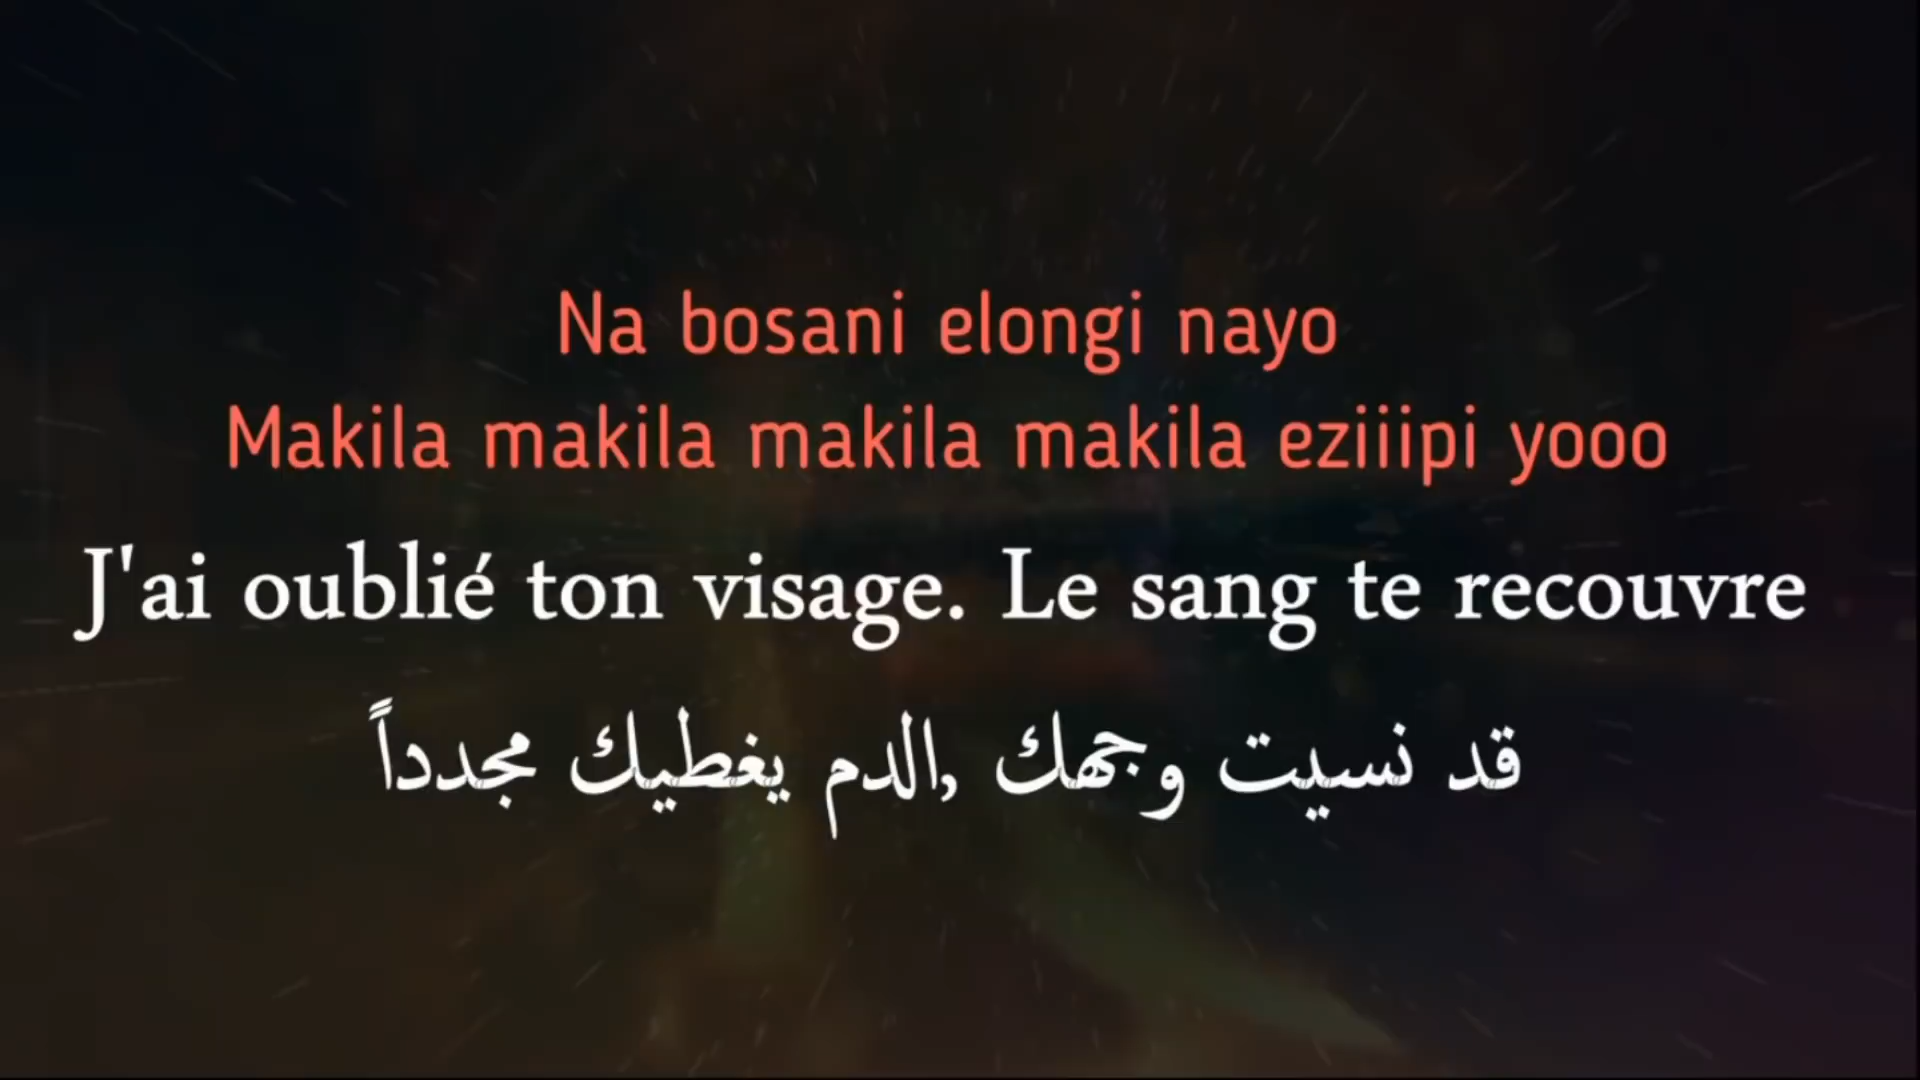 Na bosani elongi nayo
Makila makila makila makila eziiipi yooo
J'ai oublié ton visage. Le sang te recouvre
قد نسيت وجهك ,الدم يغطيك مجدداً